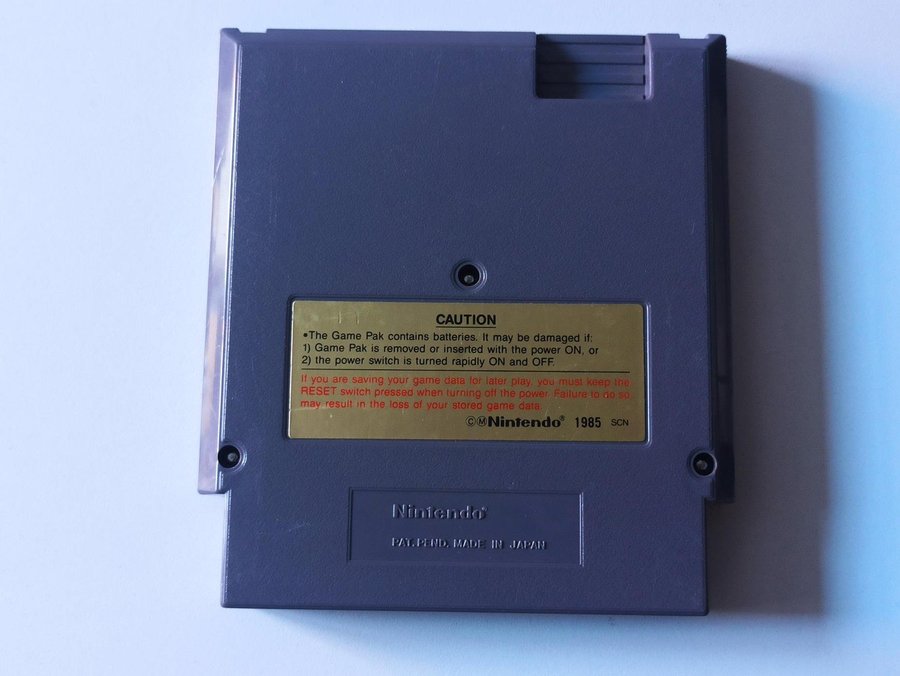 CAUTION
•The Game Pak contains batteries. It may be damaged if:
1) Game Pak is removed or inserted with the power ON, or
2) the power switch is turned rapidly ON and OFF.
If you are saving your game data for later play, you must keep the
RESET switch pressed when turning off the power. Failure to do so
may result in the loss of your stored game data.
©ⓂNintendo® 1985 SCN
Nintendo®
PAT. PEND. MADE IN JAPAN